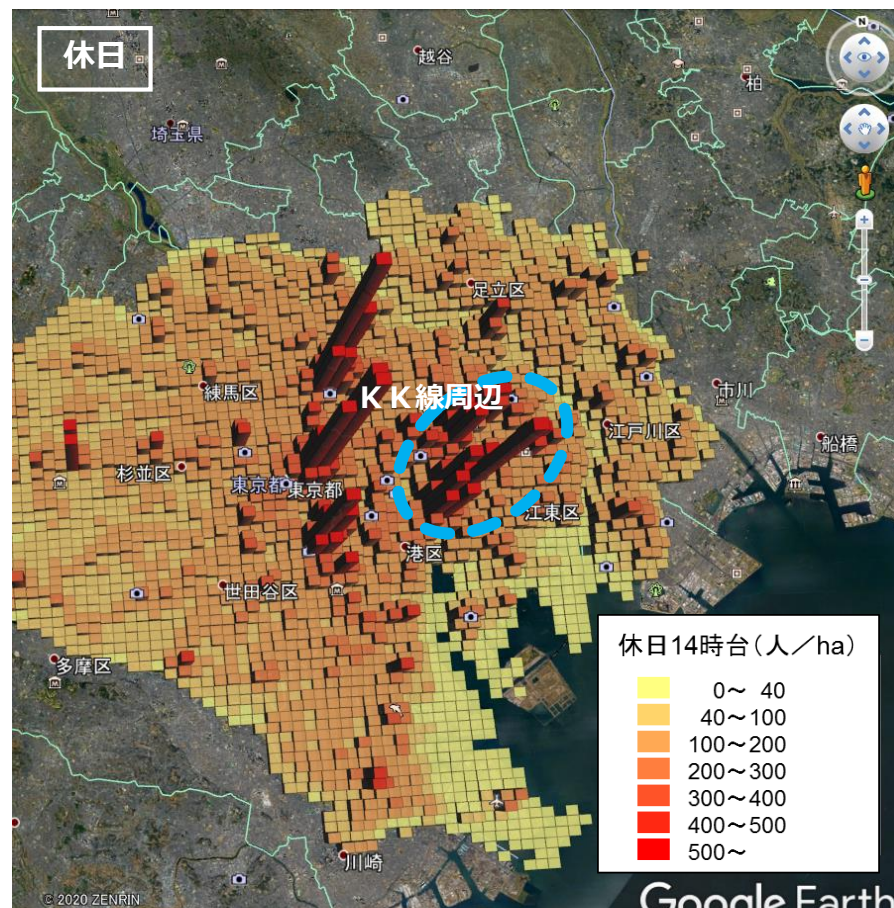 休日
越谷
柏
埼玉県
N
足立区
練馬区
KK線周辺
市川
江戸川区
船橋
杉並区
東京都
東京都
江東区
港区
世田谷区
多摩区
川崎
休日14時台(人/ha)
0~ 40
40~100
100~200
200~300
300~400
400~500
500~
© 2020 ZENRIN
Google Earth